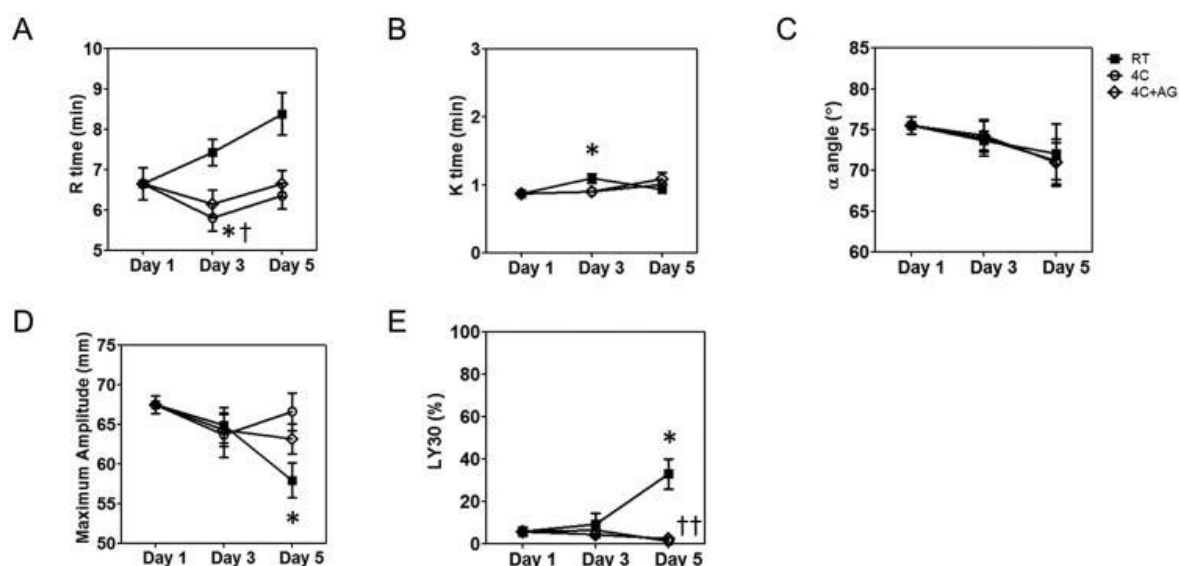 A
R time (min)
10
9
8
7
6
5
*†
Day 1 Day 3 Day 5
B
K time (min)
3
2
1
0
*
Day 1 Day 3 Day 5
C
α angle (°)
85
80
75
70
65
60
Day 1 Day 3 Day 5
RT
4C
4C+AG
D
Maximum Amplitude (mm)
75
70
65
60
55
50
*
Day 1 Day 3 Day 5
E
LY30 (%)
100
80
60
40
20
0
*
††
Day 1 Day 3 Day 5